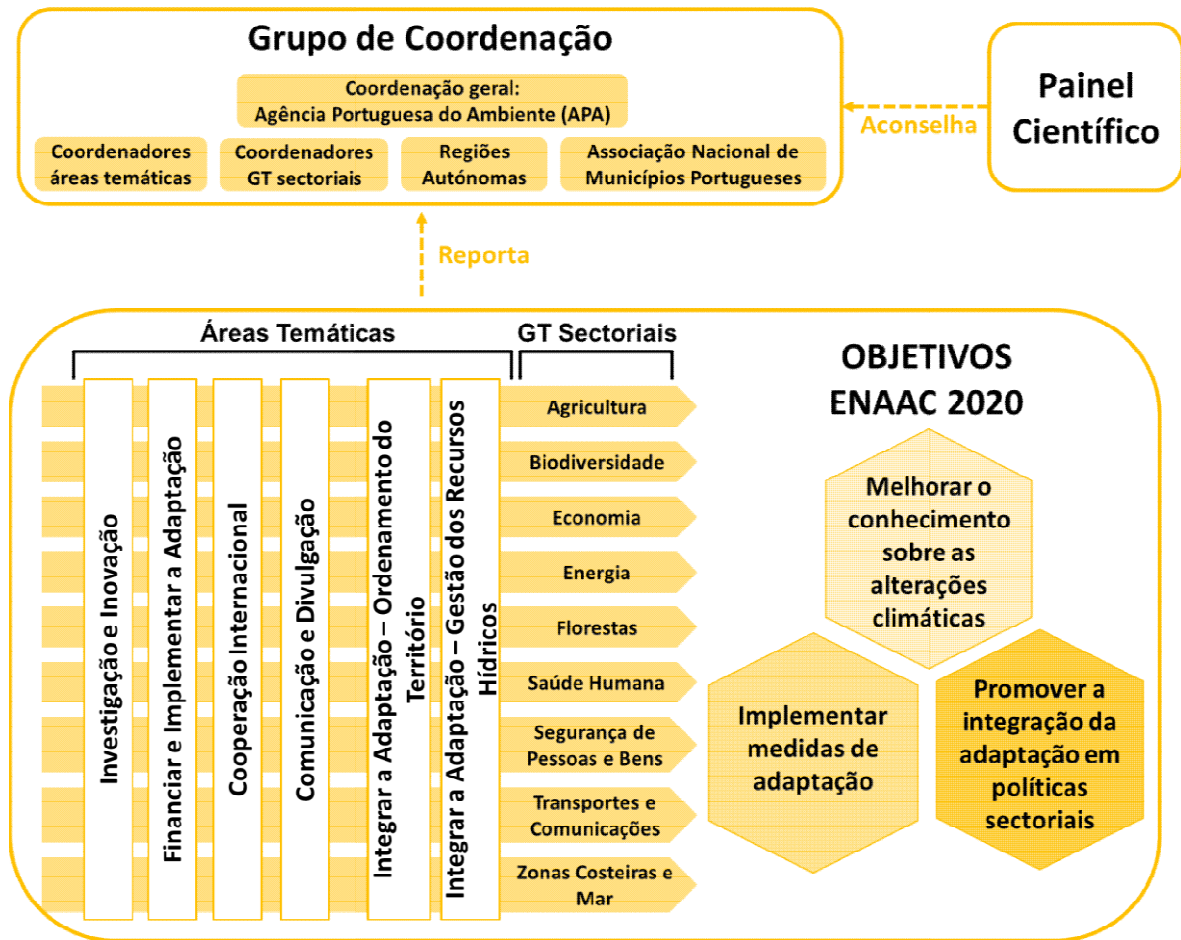 Grupo de Coordenação
Coordenação geral:
Agência Portuguesa do Ambiente (APA)
Coordenadores
áreas temáticas
Coordenadores
GT sectoriais
Regiões
Autónomas
Associação Nacional de
Municípios Portugueses
Aconselha
Painel
Científico
Reporta
Áreas Temáticas
GT Sectoriais
Investigação e Inovação
Financiar e Implementar a Adaptação
Cooperação Internacional
Comunicação e Divulgação
Integrar a Adaptação – Ordenamento do
Território
Integrar a Adaptação – Gestão dos Recursos
Hídricos
Agricultura
Biodiversidade
Economia
Energia
Florestas
Saúde Humana
Segurança de
Pessoas e Bens
Transportes e
Comunicações
Zonas Costeiras e
Mar
OBJETIVOS
ENAAC 2020
Melhorar o
conhecimento
sobre as
alterações
climáticas
Implementar
medidas de
adaptação
Promover a
integração da
adaptação em
políticas
sectoriais